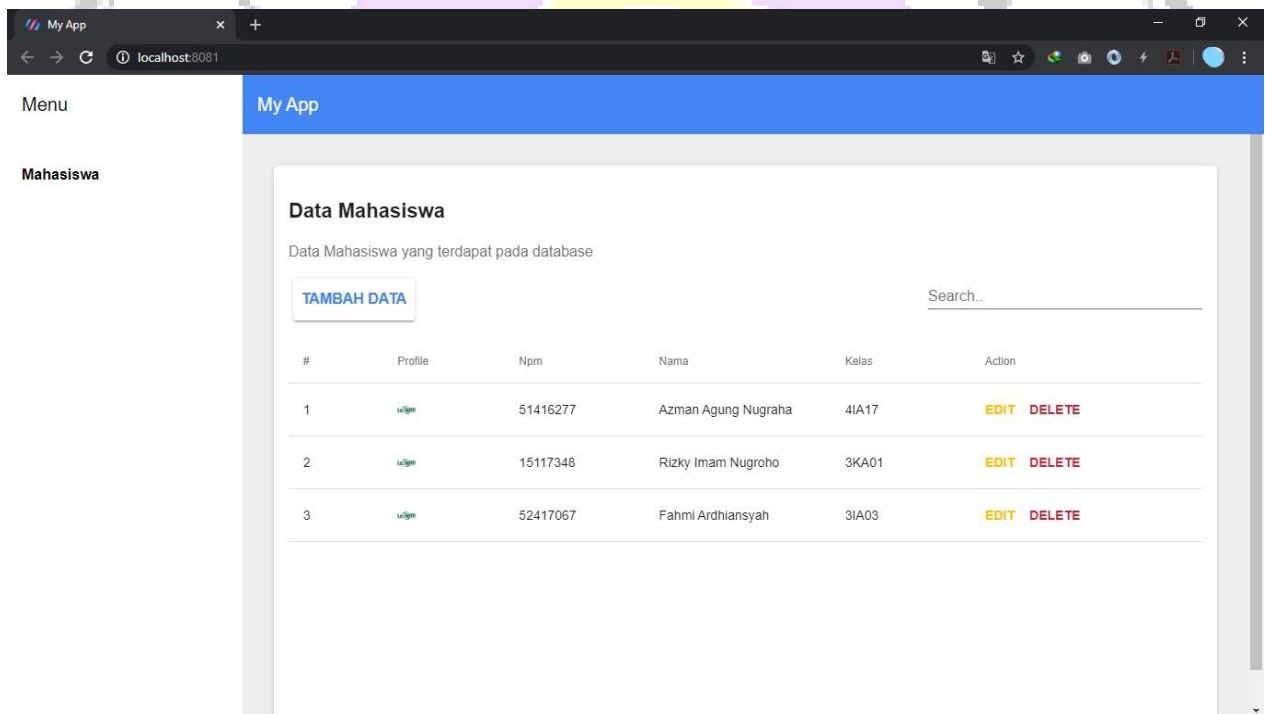 My App
localhost:8081
Menu
My App
Mahasiswa
Data Mahasiswa
Data Mahasiswa yang terdapat pada database
TAMBAH DATA
Search..
# Profile Npm Nama Kelas Action
1 51416277 Azman Agung Nugraha 4IA17 EDIT DELETE
2 15117348 Rizky Imam Nugroho 3KA01 EDIT DELETE
3 52417067 Fahmi Ardhiansyah 3IA03 EDIT DELETE